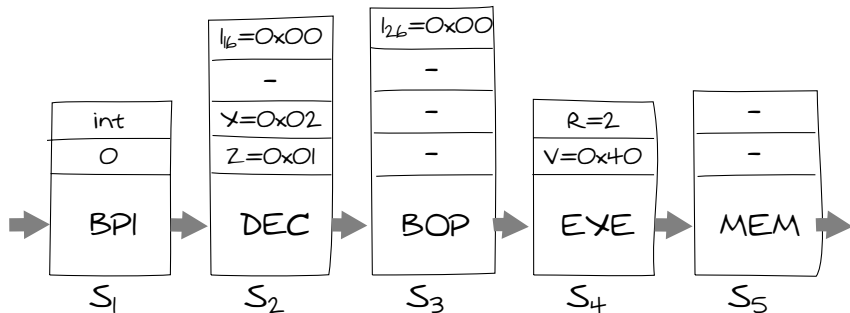 I16=0x00
-
X=0x02
Z=0x01
DEC
S2
I26=0x00
-
-
-
BOP
S3
int
0
BPI
S1
R=2
V=0x40
EXE
S4
-
-
MEM
S5